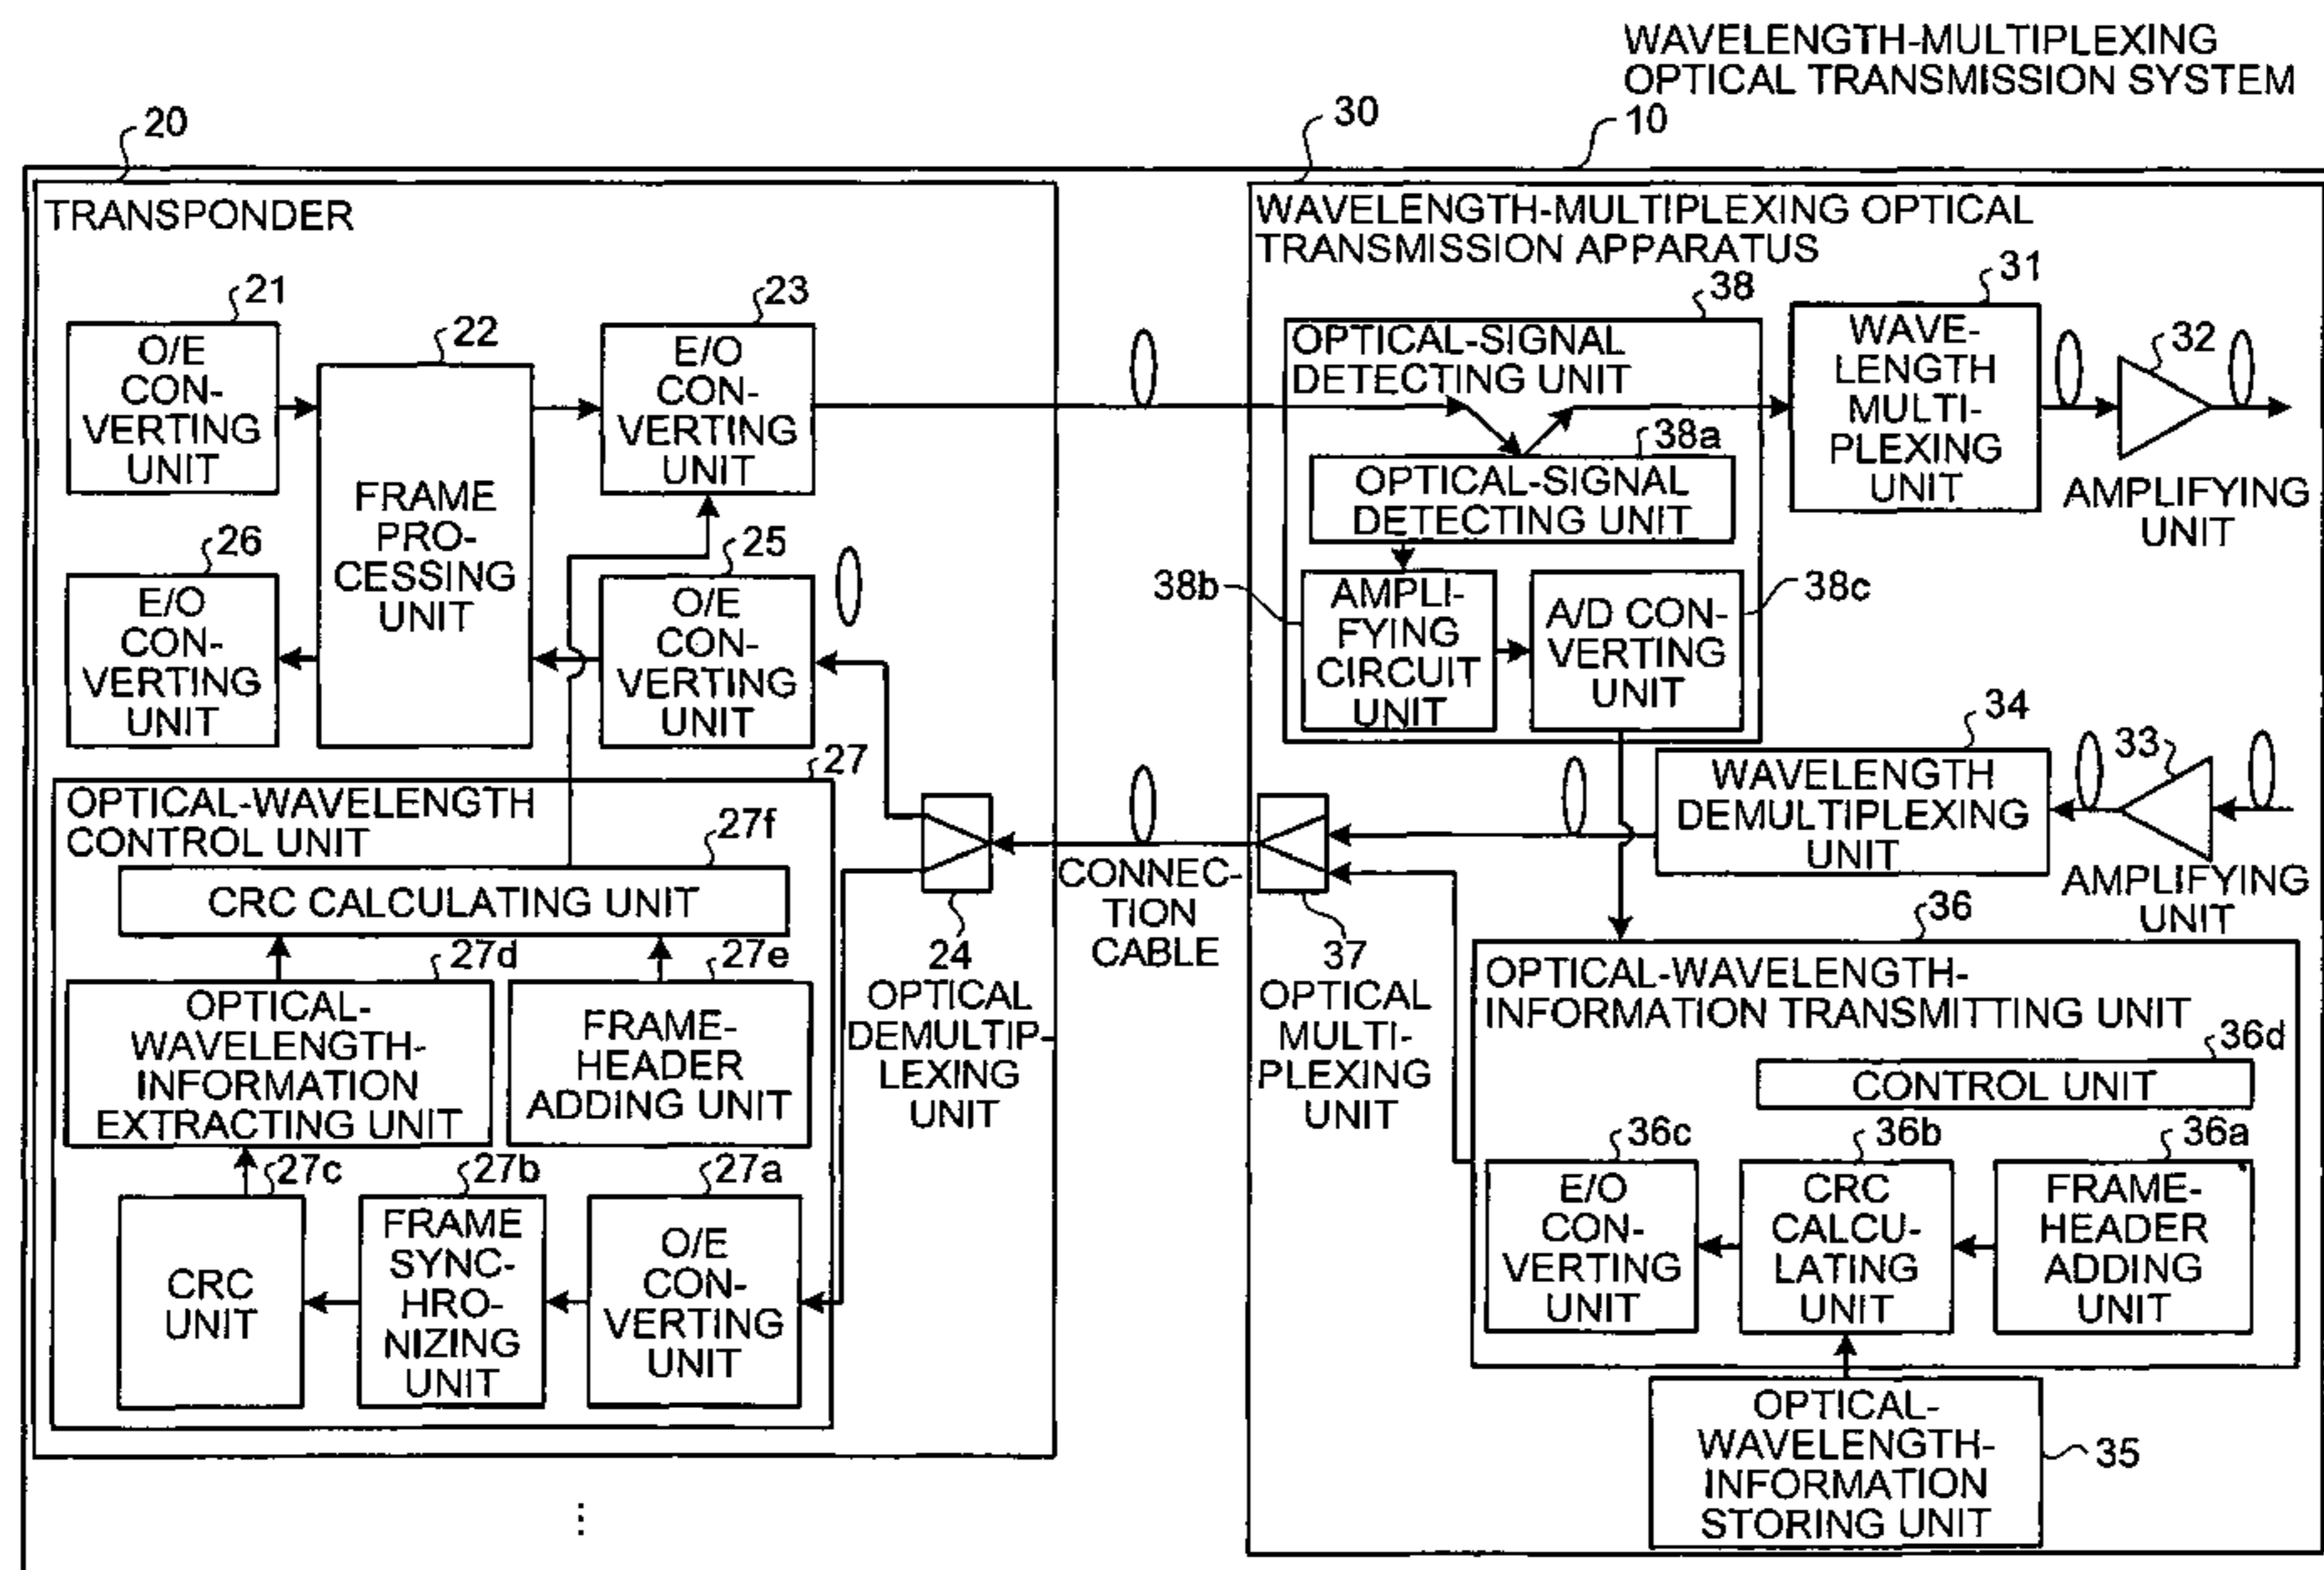 WAVELENGTH-MULTIPLEXING
OPTICAL TRANSMISSION SYSTEM
10
20
TRANSPONDER
21
O/E
CON-
VERTING
UNIT
22
FRAME
PRO-
CESSING
UNIT
23
E/O
CON-
VERTING
UNIT
26
E/O
CON-
VERTING
UNIT
25
O/E
CON-
VERTING
UNIT
27
OPTICAL-WAVELENGTH
CONTROL UNIT
27f
CRC CALCULATING UNIT
27d
OPTICAL-
WAVELENGTH-
INFORMATION
EXTRACTING UNIT
27e
FRAME-
HEADER
ADDING UNIT
27c
CRC
UNIT
27b
FRAME
SYNC-
HRO-
NIZING
UNIT
27a
O/E
CON-
VERTING
UNIT
24
OPTICAL
DEMULTIP-
LEXING
UNIT
CONNEC-
TION
CABLE
30
WAVELENGTH-MULTIPLEXING OPTICAL
TRANSMISSION APPARATUS
38
OPTICAL-SIGNAL
DETECTING UNIT
38a
OPTICAL-SIGNAL
DETECTING UNIT
38b
AMPLI-
FYING
CIRCUIT
UNIT
38c
A/D CON-
VERTING
UNIT
31
WAVE-
LENGTH
MULTI-
PLEXING
UNIT
32
AMPLIFYING
UNIT
34
WAVELENGTH
DEMULTIPLEXING
UNIT
33
AMPLIFYING
UNIT
37
OPTICAL
MULTI-
PLEXING
UNIT
36
OPTICAL-WAVELENGTH-
INFORMATION TRANSMITTING UNIT
36d
CONTROL UNIT
36c
E/O
CON-
VERTING
UNIT
36b
CRC
CALCU-
LATING
UNIT
36a
FRAME-
HEADER
ADDING
UNIT
OPTICAL-
WAVELENGTH-
INFORMATION
STORING UNIT
35